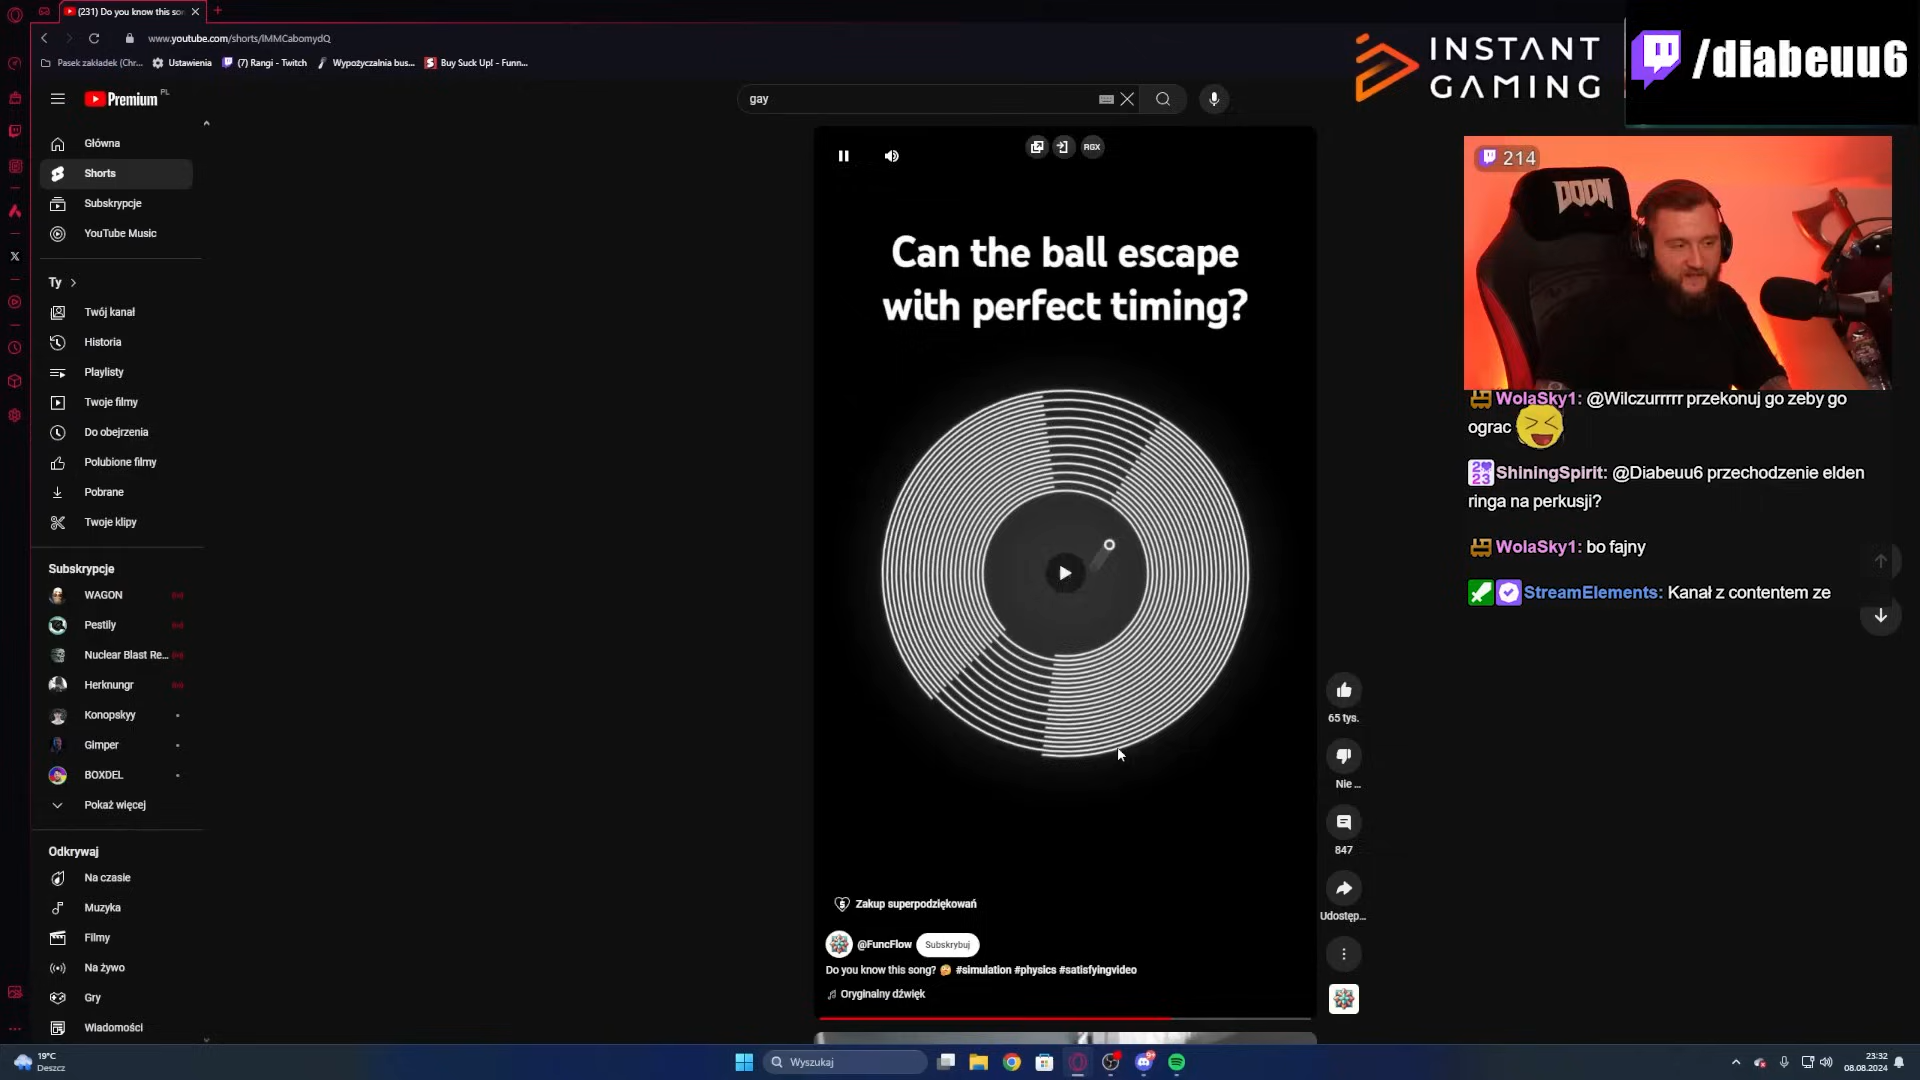 (231) Do you know this so
www.youtube.com/shorts/lMMCabomydQ
Pasek zakładek (Chr...
Ustawienia
(7) Rangi - Twitch
Wypożyczalnia bus...
Buy Suck Up! - Funn...
INSTANT
GAMING
/diabeuu6
Premium PL
gay
Główna
Shorts
Subskrypcje
YouTube Music
Ty
Twój kanał
Historia
Playlisty
Twoje filmy
Do obejrzenia
Polubione filmy
Pobrane
Twoje klipy
Subskrypcje
WAGON
Pestily
Nuclear Blast Re...
Herknungr
Konopskyy
Gimper
BOXDEL
Pokaż więcej
Odkrywaj
Na czasie
Muzyka
Filmy
Na żywo
Gry
Wiadomości
RGX
Can the ball escape
with perfect timing?
Zakup superpodziękowań
@FuncFlow
Subskrybuj
Do you know this song? 🤔 #simulation #physics #satisfyingvideo
Oryginalny dźwięk
65 tys.
Nie ...
847
Udostęp...
214
DOOM
WolaSky1: @Wilczurrrrr przekonuj go zeby go
ograc
ShiningSpirit: @Diabeuu6 przechodzenie elden
ringa na perkusji?
WolaSky1: bo fajny
StreamElements: Kanał z contentem ze
19°C
Deszcz
Wyszukaj
23:32
08.08.2024